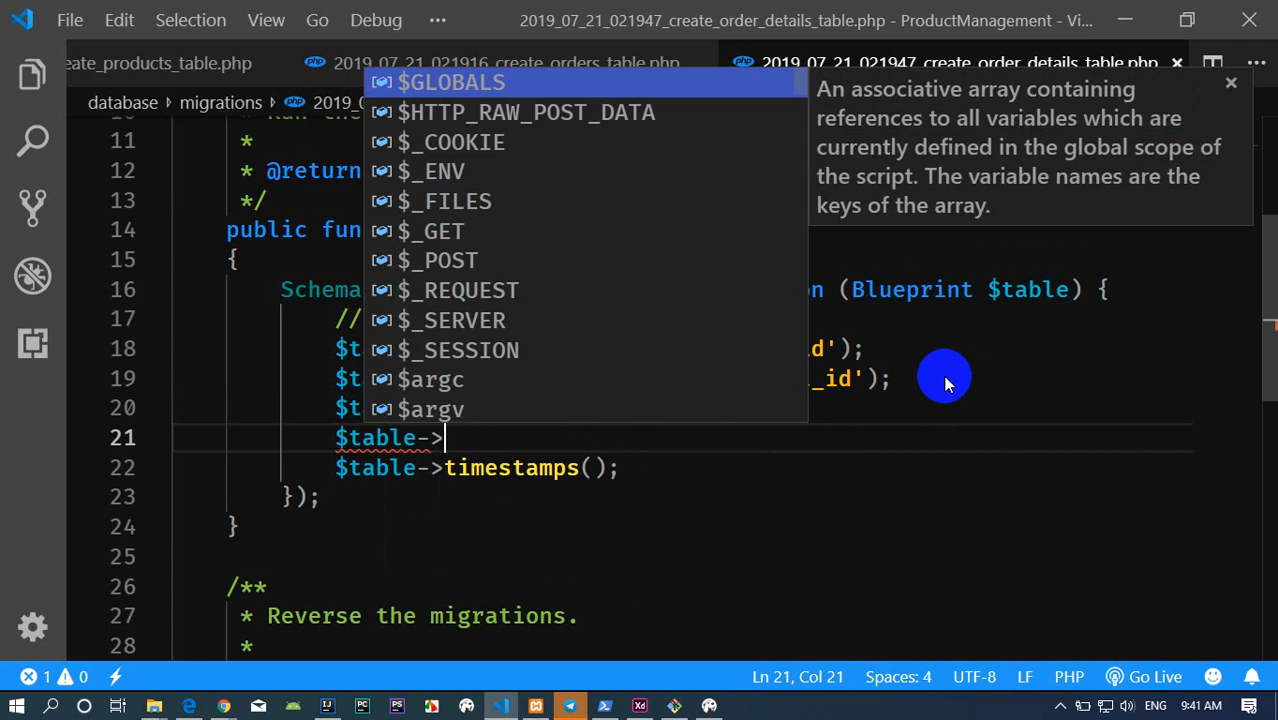 File Edit Selection View Go Debug ··· 2019_07_21_021947_create_order_details_table.php - ProductManagement - Vi...
eate_products_table.php 2019_07_21_021916_create_orders_table.php 2019_07_21_021947_create_order_details_table.php
database > migrations > 2019_0
$GLOBALS
$HTTP_RAW_POST_DATA
$_COOKIE
$_ENV
$_FILES
$_GET
$_POST
$_REQUEST
$_SERVER
$_SESSION
$argc
$argv
An associative array containing
references to all variables which are
currently defined in the global scope of
the script. The variable names are the
keys of the array.
11 *
12 * @return
13 */
14 public fun
15 {
16 Schema on (Blueprint $table) {
17 //
18 $t d');
19 $t l_id');
20 $t
21 $table->
22 $table->timestamps();
23 });
24 }
25
26 /**
27 * Reverse the migrations.
28 *
1 0 Ln 21, Col 21 Spaces: 4 UTF-8 LF PHP Go Live
ENG 9:41 AM